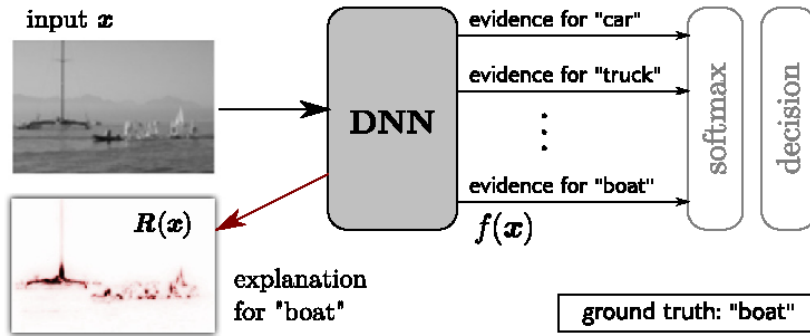 input x
evidence for "car"
evidence for "truck"
DNN
evidence for "boat"
f(x)
softmax
decision
R(x)
explanation
for "boat"
ground truth: "boat"